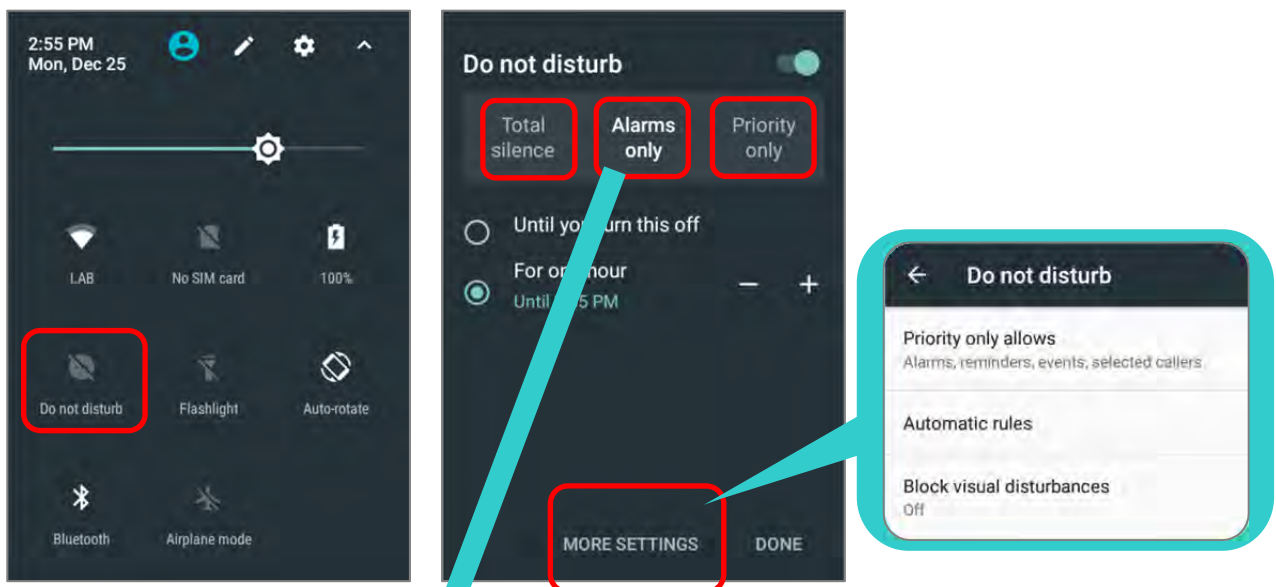 2:55 PM
Mon, Dec 25
LAB
No SIM card
100%
Do not disturb
Flashlight
Auto-rotate
Bluetooth
Airplane mode
Do not disturb
Total
silence
Alarms
only
Priority
only
Until you turn this off
For one hour
Until 5 PM
MORE SETTINGS
DONE
Do not disturb
Priority only allows
Alarms, reminders, events, selected callers
Automatic rules
Block visual disturbances
Off